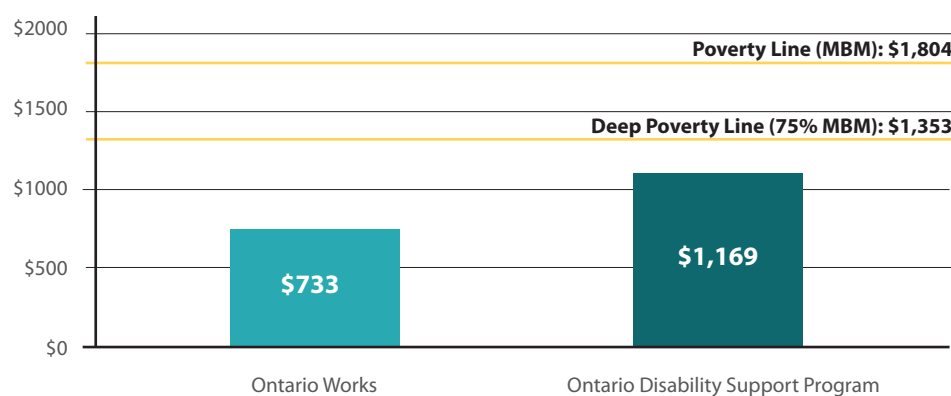 $2000
Poverty Line (MBM): $1,804
$1500
Deep Poverty Line (75% MBM): $1,353
$1000
$1,169
$500
$733
$0
Ontario Works
Ontario Disability Support Program